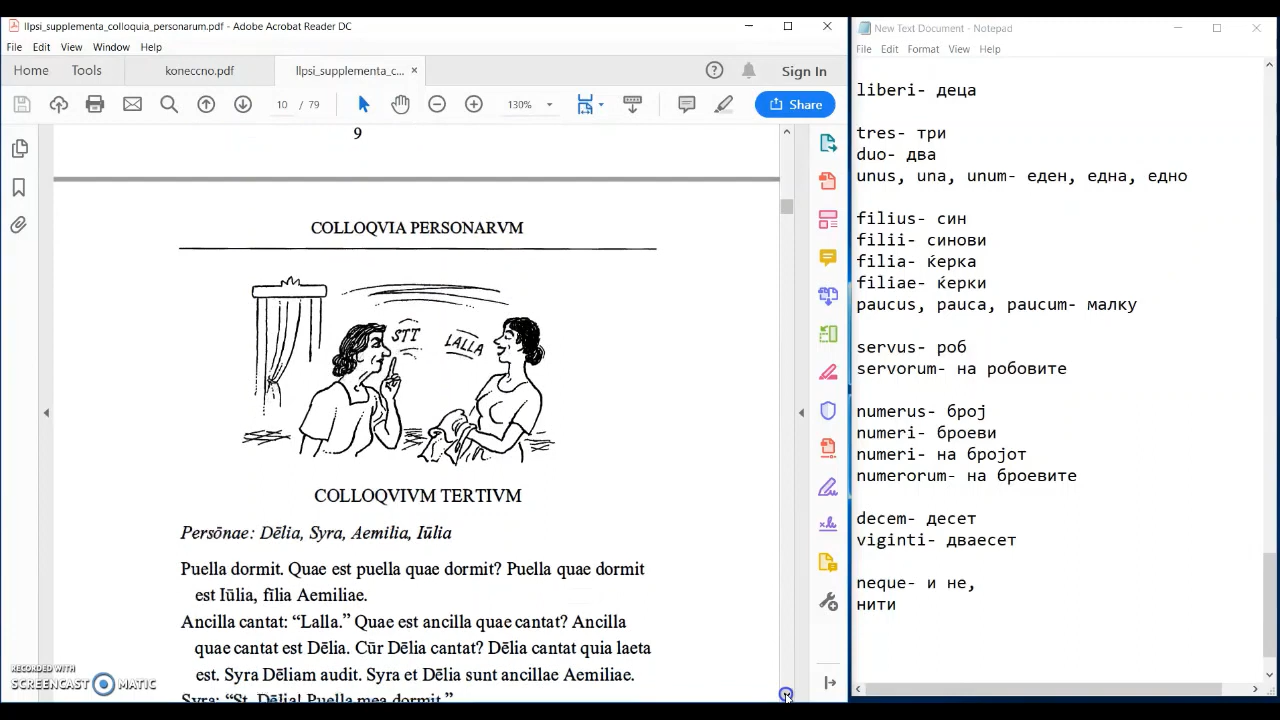 llpsi_supplementa_colloquia_personarum.pdf - Adobe Acrobat Reader DC
File Edit View Window Help
Home Tools koneccno.pdf llpsi_supplementa_c... × Sign In
10 / 79 130% Share
9
COLLOQVIA PERSONARVM
STT LALLA
COLLOQVIVM TERTIVM
Persōnae: Dēlia, Syra, Aemilia, Iūlia
Puella dormit. Quae est puella quae dormit? Puella quae dormit
est Iūlia, fīlia Aemiliae.
Ancilla cantat: “Lalla.” Quae est ancilla quae cantat? Ancilla
quae cantat est Dēlia. Cūr Dēlia cantat? Dēlia cantat quia laeta
est. Syra Dēliam audit. Syra et Dēlia sunt ancillae Aemiliae.
Syra: “St, Dēlia! Puella mea dormit.”
RECORDED WITH
SCREENCAST MATIC
New Text Document - Notepad
File Edit Format View Help
liberi- деца
tres- три
duo- два
unus, una, unum- еден, една, едно
filius- син
filii- синови
filia- ќерка
filiae- ќерки
paucus, pauca, paucum- малку
servus- роб
servorum- на робовите
numerus- број
numeri- броеви
numeri- на бројот
numerorum- на броевите
decem- десет
viginti- дваесет
neque- и не,
нити